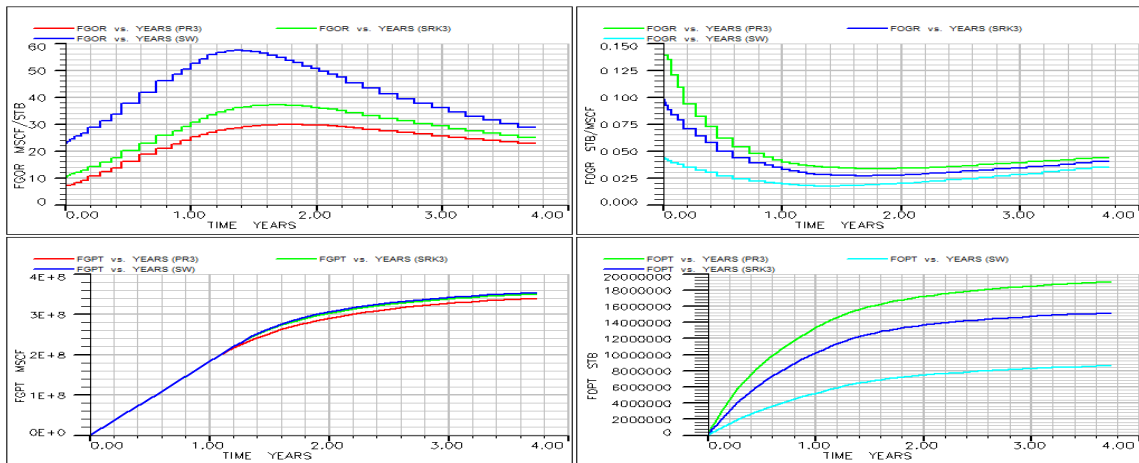 FGOR vs. YEARS (PR3) FGOR vs. YEARS (SRK3)
FGOR vs. YEARS (SW)
60
50
40
30
20
10
0
FGOR MSCF/STB
0.00 1.00 2.00 3.00 4.00
TIME YEARS
FOGR vs. YEARS (PR3) FOGR vs. YEARS (SRK3)
FOGR vs. YEARS (SW)
0.150
0.125
0.100
0.075
0.050
0.025
0.000
FOGR STB/MSCF
0.00 1.00 2.00 3.00 4.00
TIME YEARS
FGPT vs. YEARS (PR3) FGPT vs. YEARS (SRK3)
FGPT vs. YEARS (SW)
4E+8
3E+8
2E+8
1E+8
0E+0
FGPT MSCF
0.00 1.00 2.00 3.00 4.00
TIME YEARS
FOPT vs. YEARS (PR3) FOPT vs. YEARS (SW)
FOPT vs. YEARS (SRK3)
20000000
18000000
16000000
14000000
12000000
10000000
8000000
6000000
4000000
2000000
0
FOPT STB
0.00 1.00 2.00 3.00 4.00
TIME YEARS